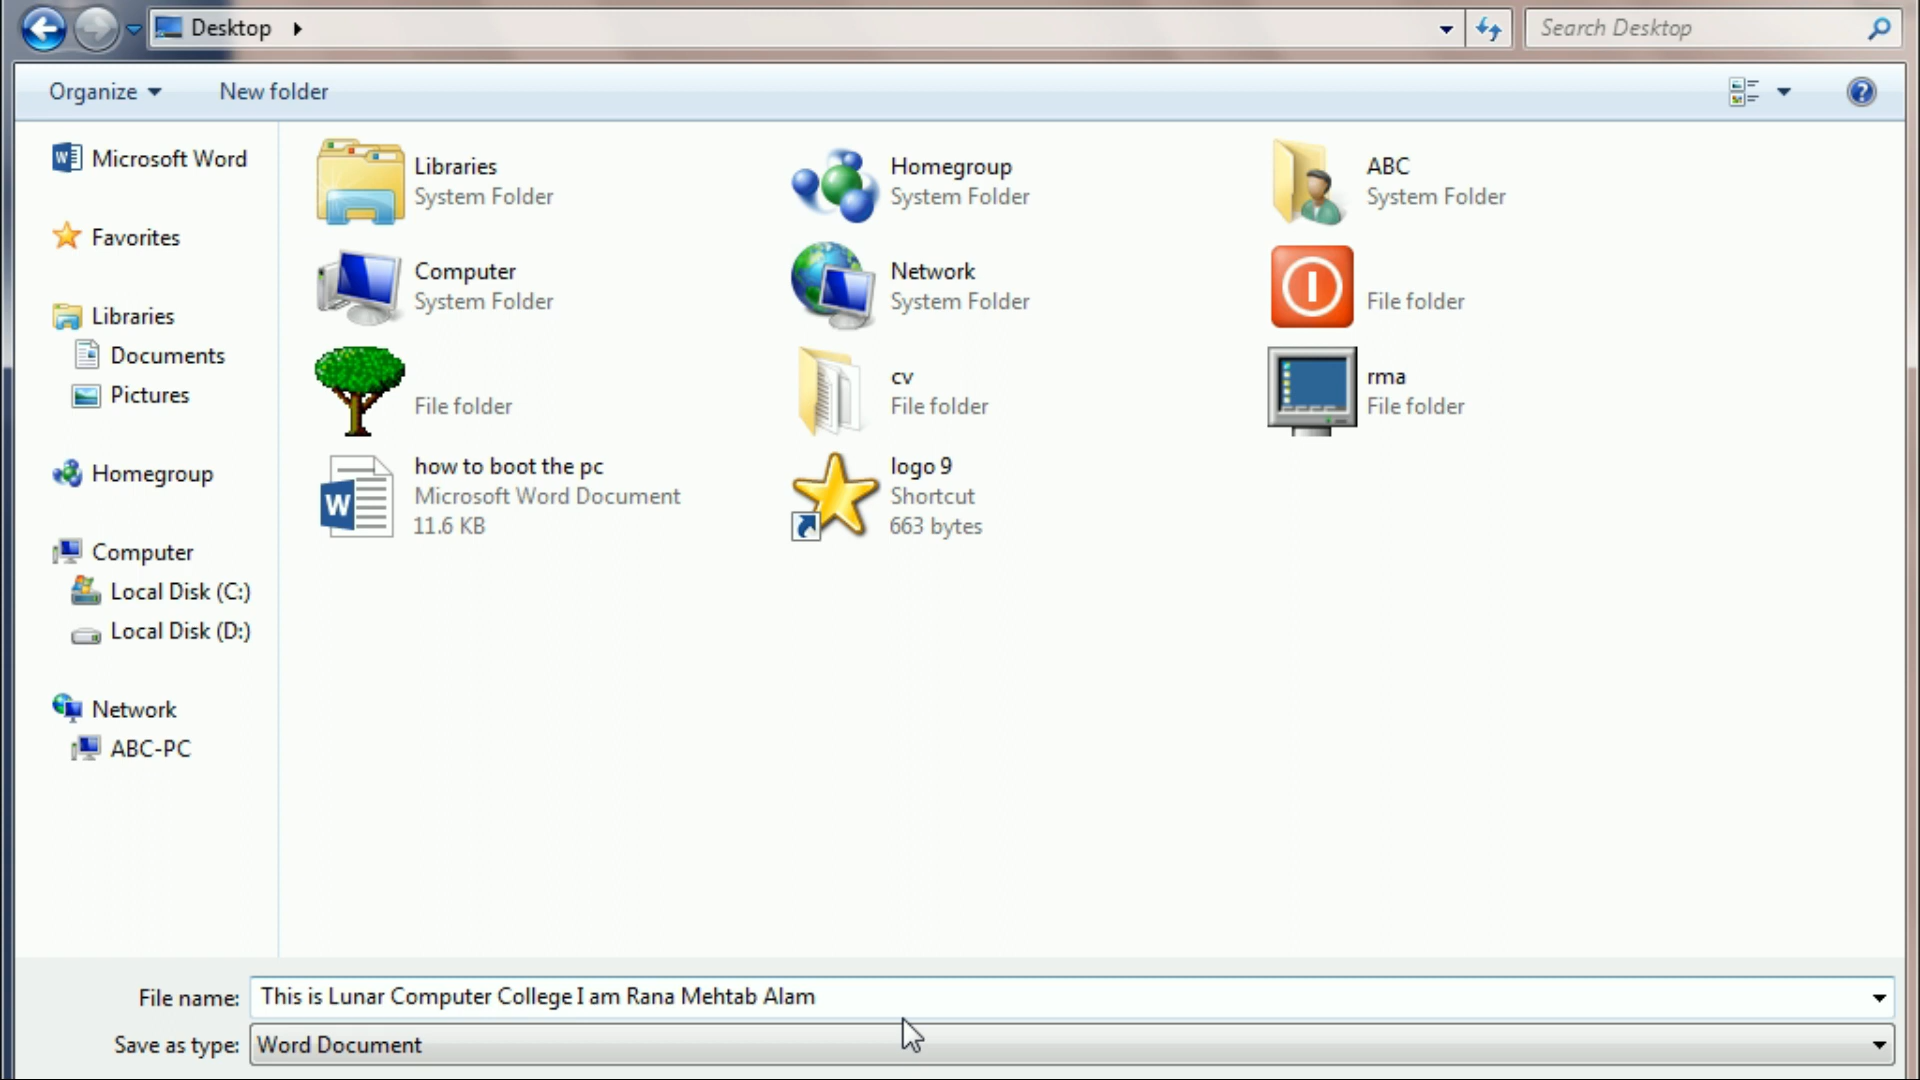 Desktop
Search Desktop
Organize
New folder
Microsoft Word
Favorites
Libraries
Documents
Pictures
Homegroup
Computer
Local Disk (C:)
Local Disk (D:)
Network
ABC-PC
Libraries
System Folder
Homegroup
System Folder
ABC
System Folder
Computer
System Folder
Network
System Folder
File folder
File folder
cv
File folder
rma
File folder
how to boot the pc
Microsoft Word Document
11.6 KB
logo 9
Shortcut
663 bytes
File name: This is Lunar Computer College I am Rana Mehtab Alam
Save as type: Word Document